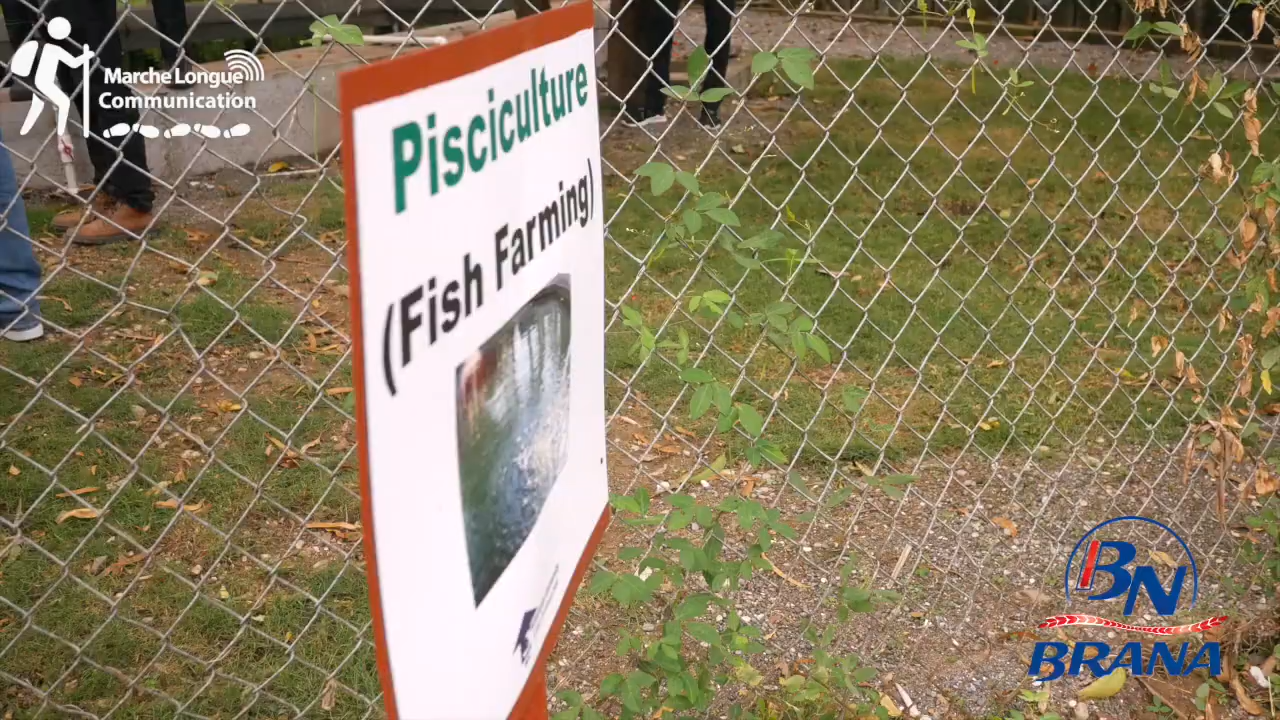 Marche Longue
Communication
Pisciculture
(Fish Farming)
BN
BRANA